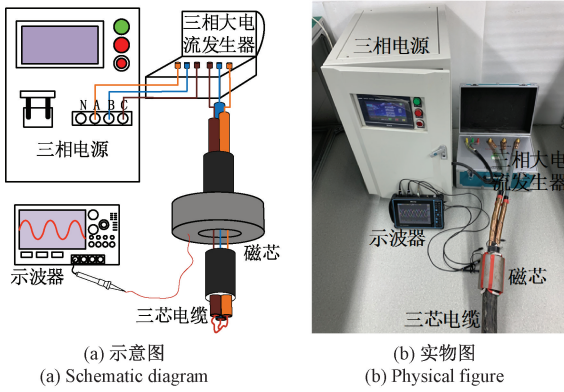 三相大电
流发生器
N A B C
三相电源
示波器
磁芯
三芯电缆
(a) 示意图
(a) Schematic diagram
三相电源
三相大电
流发生器
示波器
磁芯
三芯电缆
(b) 实物图
(b) Physical figure